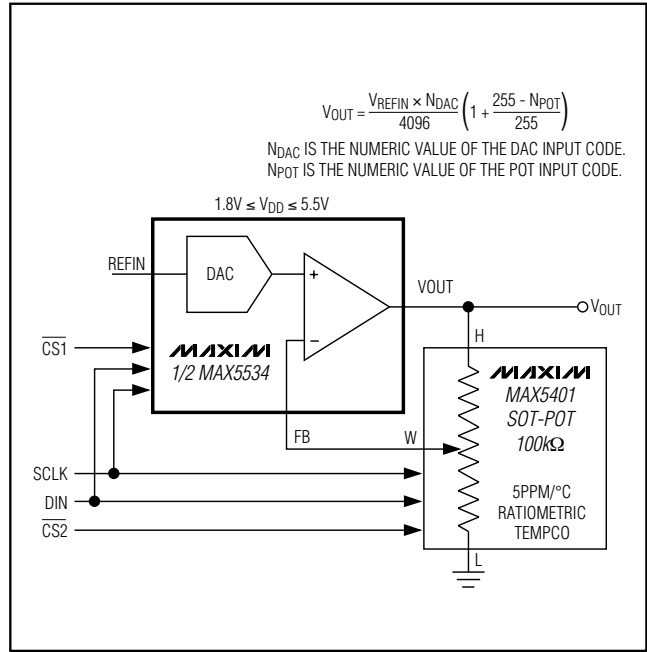 VOUT = VREFIN × NDAC / 4096 (1 + 255 - NPOT / 255)
NDAC IS THE NUMERIC VALUE OF THE DAC INPUT CODE.
NPOT IS THE NUMERIC VALUE OF THE POT INPUT CODE.
1.8V ≤ VDD ≤ 5.5V
REFIN
DAC
+
−
VOUT
VOUT
H
CS1
MAXIM
1/2 MAX5534
MAXIM
MAX5401
SOT-POT
100kΩ
FB
W
SCLK
DIN
CS2
5PPM/°C
RATIOMETRIC
TEMPCO
L